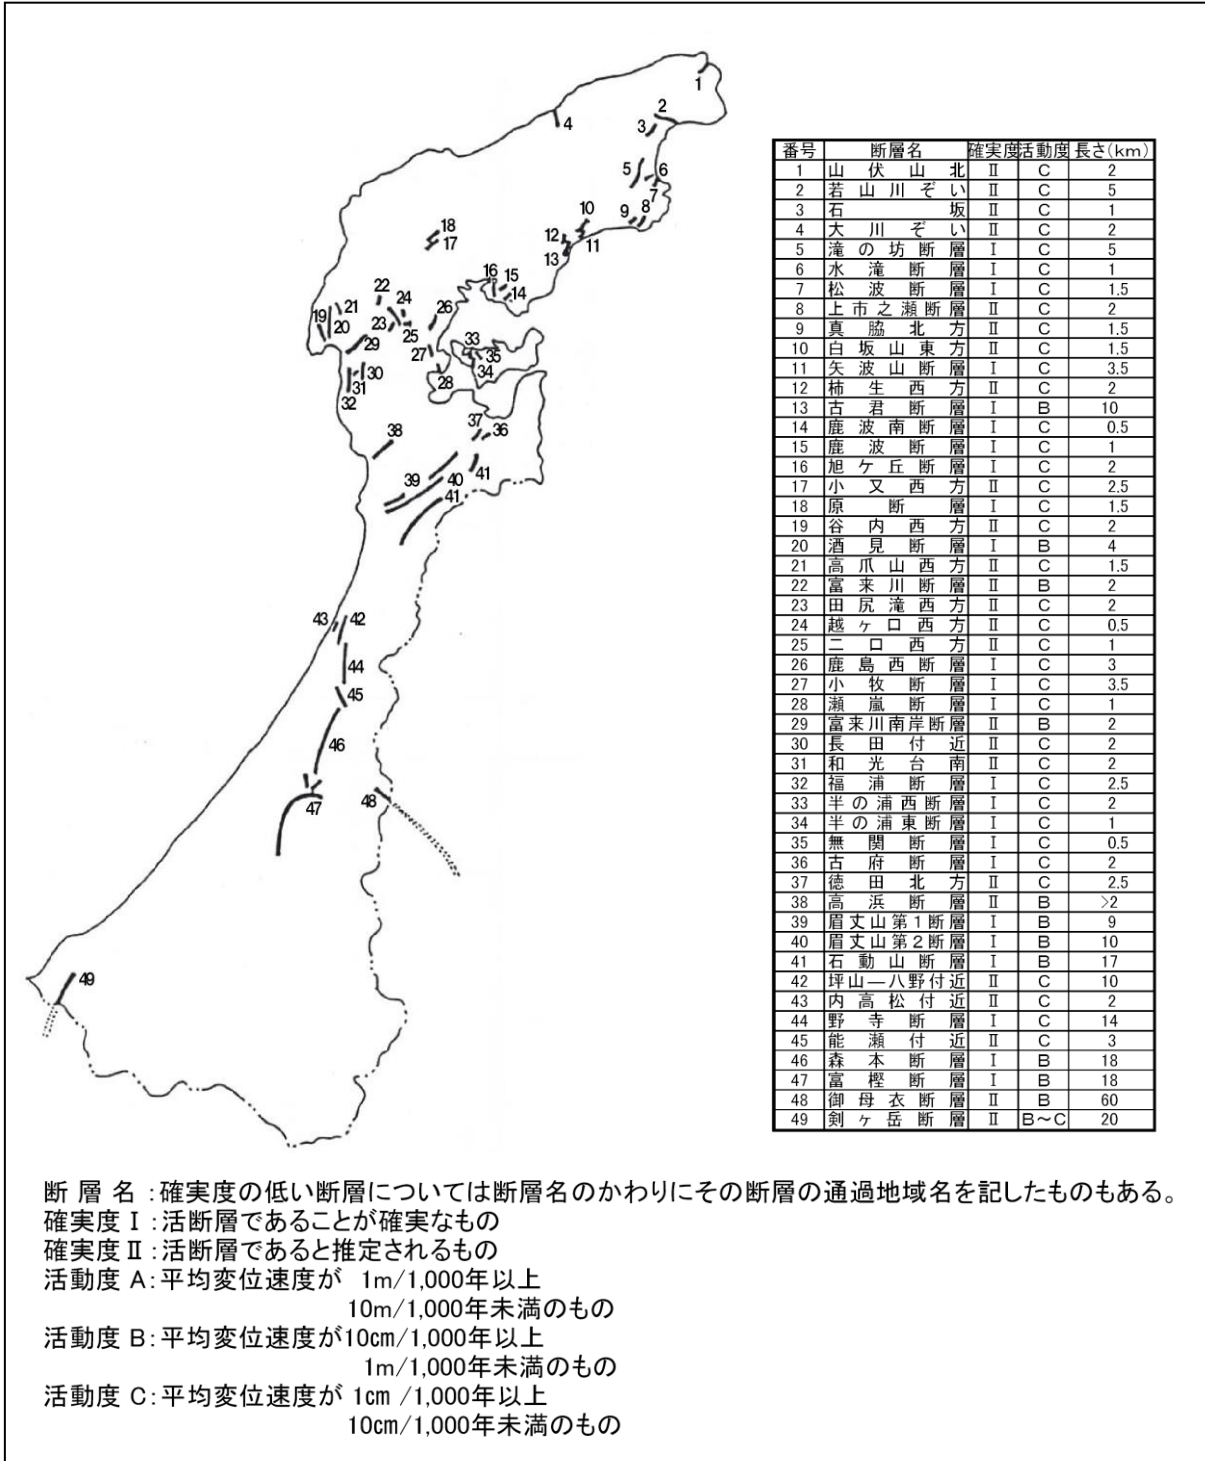 1
2
3
4
5
6
7
8
9
10
11
12
13
14
15
16
17
18
19
20
21
22
23
24
25
26
27
28
29
30
31
32
33
34
35
36
37
38
39
40
41
41
42
43
44
45
46
47
48
49
番号 断層名 確実度 活動度 長さ(km)
1 山伏山北 Ⅱ C 2
2 若山川ぞい Ⅱ C 5
3 石坂 Ⅱ C 1
4 大川ぞい Ⅱ C 2
5 滝の坊断層 Ⅰ C 5
6 水滝断層 Ⅰ C 1
7 松波断層 Ⅰ C 1.5
8 上市之瀬断層 Ⅱ C 2
9 真脇北方 Ⅱ C 1.5
10 白坂山東方 Ⅱ C 1.5
11 矢波山断層 Ⅰ C 3.5
12 柿生西方 Ⅱ C 2
13 古君断層 Ⅰ B 10
14 鹿波南断層 Ⅰ C 0.5
15 鹿波断層 Ⅰ C 1
16 旭ケ丘断層 Ⅰ C 2
17 小又西方 Ⅱ C 2.5
18 原断層 Ⅰ C 1.5
19 谷内西方 Ⅱ C 2
20 酒見断層 Ⅰ B 4
21 高爪山西方 Ⅱ C 1.5
22 富来川断層 Ⅱ B 2
23 田尻滝西方 Ⅱ C 2
24 越ヶ口西方 Ⅱ C 0.5
25 二口西方 Ⅱ C 1
26 鹿島西断層 Ⅰ C 3
27 小牧断層 Ⅰ C 3.5
28 瀬嵐断層 Ⅰ C 1
29 富来川南岸断層 Ⅱ B 2
30 長田付近 Ⅱ C 2
31 和光台南 Ⅱ C 2
32 福浦断層 Ⅰ C 2.5
33 半の浦西断層 Ⅰ C 2
34 半の浦東断層 Ⅰ C 1
35 無関断層 Ⅰ C 0.5
36 古府断層 Ⅰ C 2
37 徳田北方 Ⅱ C 2.5
38 高浜断層 Ⅱ B >2
39 眉丈山第1断層 Ⅰ B 9
40 眉丈山第2断層 Ⅰ B 10
41 石動山断層 Ⅰ B 17
42 坪山―八野付近 Ⅱ C 10
43 内高松付近 Ⅱ C 2
44 野寺断層 Ⅰ C 14
45 能瀬付近 Ⅱ C 3
46 森本断層 Ⅰ B 18
47 富樫断層 Ⅰ B 18
48 御母衣断層 Ⅱ B 60
49 剣ヶ岳断層 Ⅱ B～C 20
断層名:確実度の低い断層については断層名のかわりにその断層の通過地域名を記したものもある。
確実度Ⅰ:活断層であることが確実なもの
確実度Ⅱ:活断層であると推定されるもの
活動度 A:平均変位速度が 1m/1,000年以上
10m/1,000年未満のもの
活動度 B:平均変位速度が10cm/1,000年以上
1m/1,000年未満のもの
活動度 C:平均変位速度が 1cm /1,000年以上
10cm/1,000年未満のもの